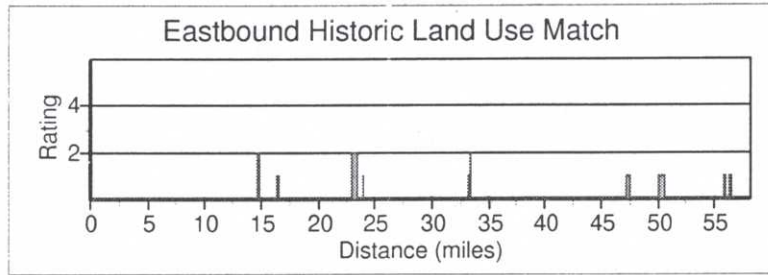 Eastbound Historic Land Use Match
Rating
4
2
0 5 10 15 20 25 30 35 40 45 50 55
Distance (miles)